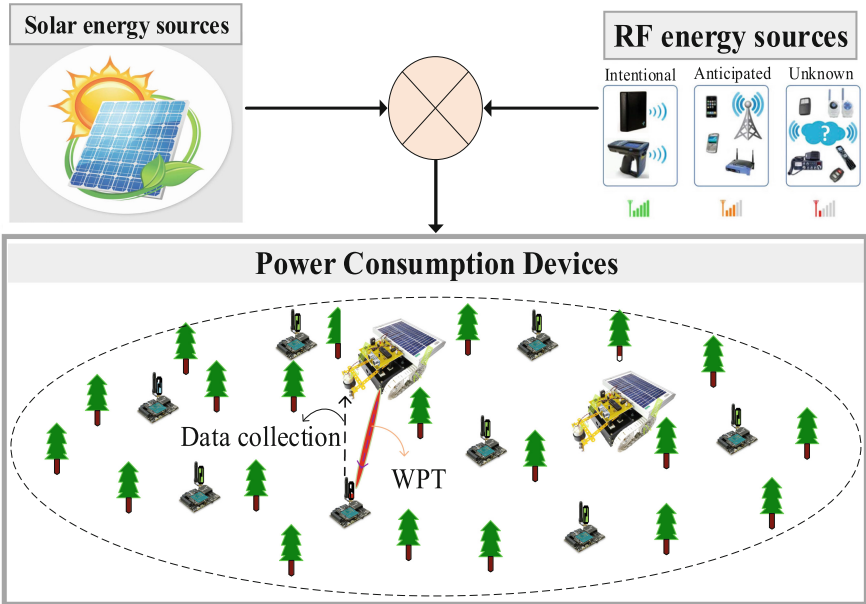 Solar energy sources
RF energy sources
Intentional
Anticipated
Unknown
?
Power Consumption Devices
Data collection
WPT